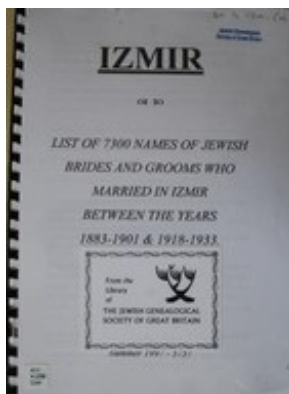 IZMIR
LIST OF 7300 NAMES OF JEWISH
BRIDES AND GROOMS WHO
MARRIED IN IZMIR
BETWEEN THE YEARS
1883-1901 & 1918-1933.
From the
Library
of
THE JEWISH GENEALOGICAL
SOCIETY OF GREAT BRITAIN